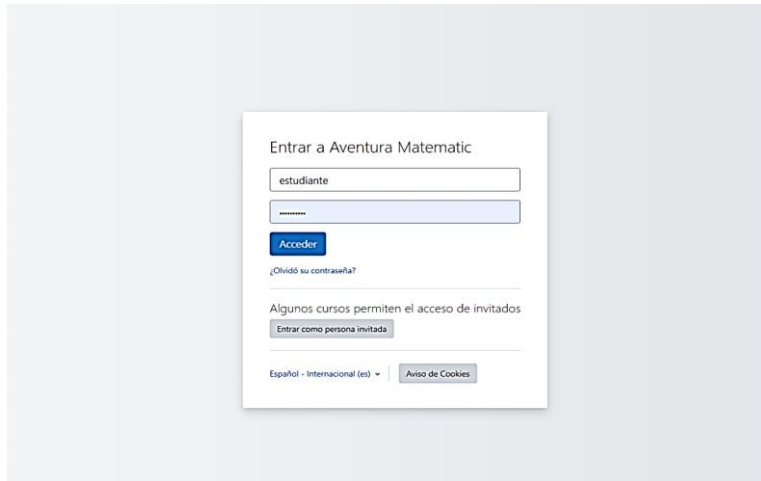 Entrar a Aventura Matematic
estudiante
••••••••••
Acceder
¿Olvidó su contraseña?
Algunos cursos permiten el acceso de invitados
Entrar como persona invitada
Español - Internacional (es)
Aviso de Cookies